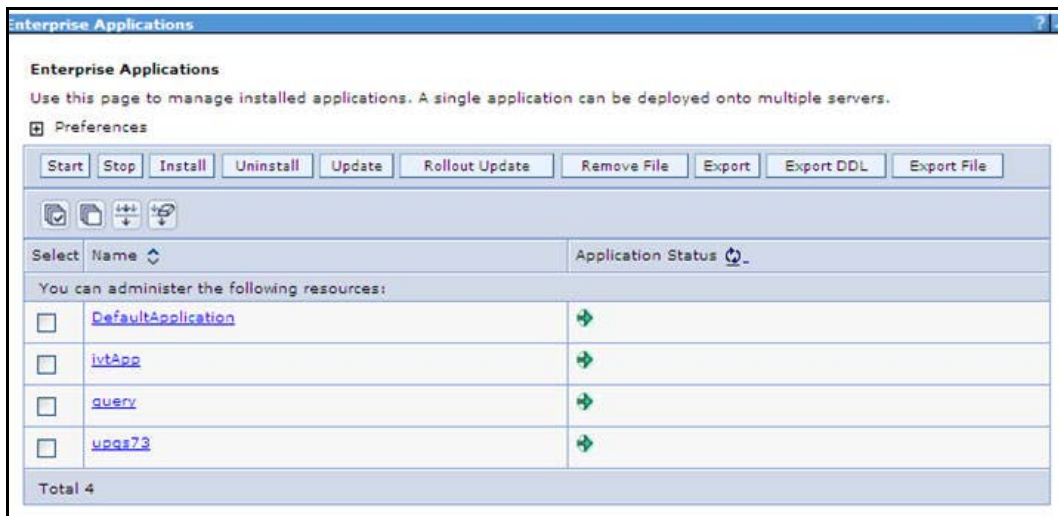 Enterprise Applications ?
Enterprise Applications
Use this page to manage installed applications. A single application can be deployed onto multiple servers.
Preferences
Start Stop Install Uninstall Update Rollout Update Remove File Export Export DDL Export File
Select Name Application Status
You can administer the following resources:
DefaultApplication
ivtApp
query
upgs73
Total 4